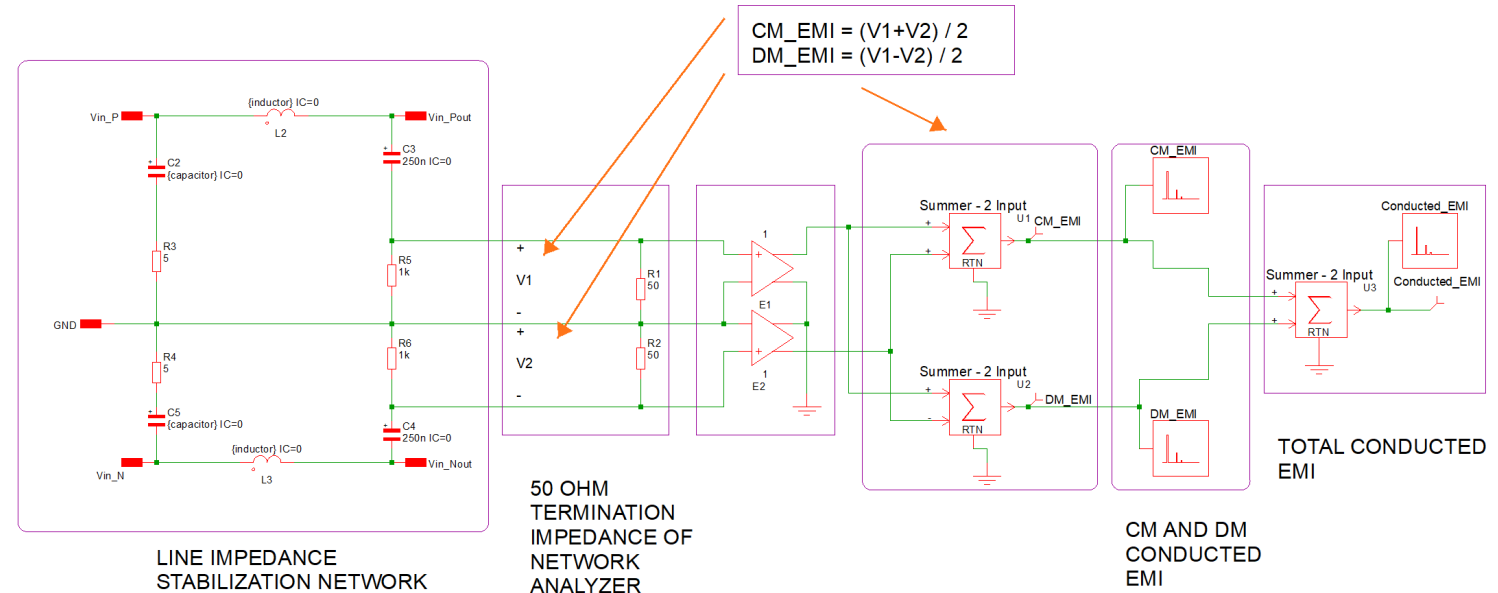 CM_EMI = (V1+V2) / 2
DM_EMI = (V1-V2) / 2
{inductor} IC=0
L2
Vin_P
Vin_Pout
C2
{capacitor} IC=0
C3
250n IC=0
R3
5
R5
1k
GND
R4
5
R6
1k
C5
{capacitor} IC=0
C4
250n IC=0
{inductor} IC=0
L3
Vin_N
Vin_Nout
LINE IMPEDANCE
STABILIZATION NETWORK
+
V1
-
+
V2
-
R1
50
R2
50
50 OHM
TERMINATION
IMPEDANCE OF
NETWORK
ANALYZER
1
+
E1
+
1
E2
Summer - 2 Input
U1
CM_EMI
+
+
Σ
RTN
Summer - 2 Input
U2
DM_EMI
+
-
Σ
RTN
CM_EMI
DM_EMI
CM AND DM
CONDUCTED
EMI
Conducted_EMI
Summer - 2 Input
U3
Conducted_EMI
+
+
Σ
RTN
TOTAL CONDUCTED
EMI